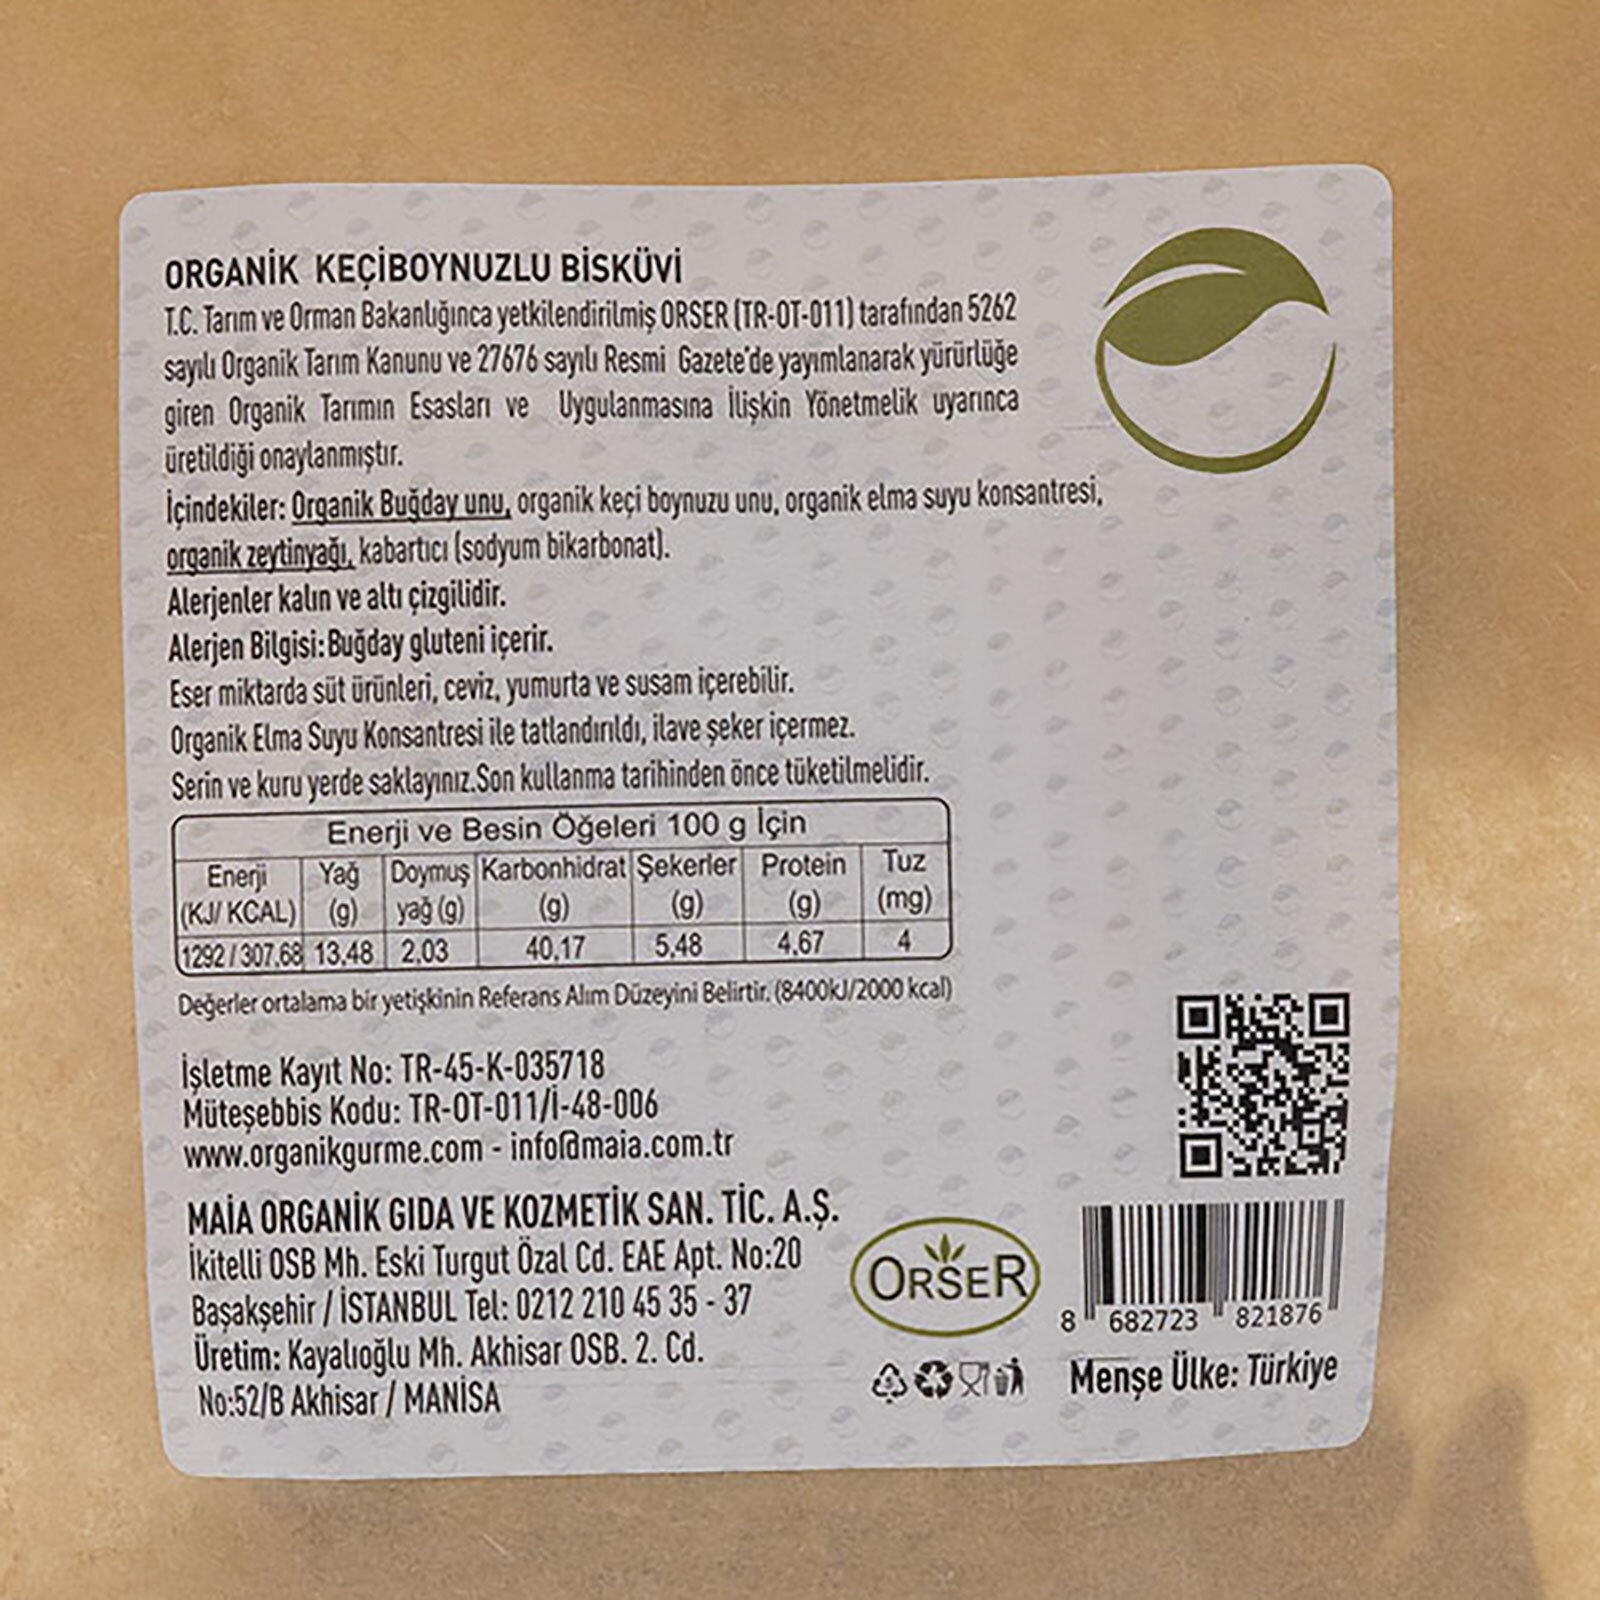 ORGANİK KEÇİBOYNUZLU BİSKÜVİ
T.C. Tarım ve Orman Bakanlığınca yetkilendirilmiş ORSER (TR-OT-011) tarafından 5262
sayılı Organik Tarım Kanunu ve 27676 sayılı Resmi Gazete'de yayımlanarak yürürlüğe
giren Organik Tarımın Esasları ve Uygulanmasına İlişkin Yönetmelik uyarınca
üretildiği onaylanmıştır.
İçindekiler: Organik Buğday unu, organik keçi boynuzu unu, organik elma suyu konsantresi,
organik zeytinyağı, kabartıcı (sodyum bikarbonat).
Alerjenler kalın ve altı çizgilidir.
Alerjen Bilgisi: Buğday gluteni içerir.
Eser miktarda süt ürünleri, ceviz, yumurta ve susam içerebilir.
Organik Elma Suyu Konsantresi ile tatlandırıldı, ilave şeker içermez.
Serin ve kuru yerde saklayınız.Son kullanma tarihinden önce tüketilmelidir.
Enerji ve Besin Öğeleri 100 g İçin
Enerji Yağ Doymuş Karbonhidrat Şekerler Protein Tuz
(KJ/ KCAL) (g) yağ (g) (g) (g) (g) (mg)
1292 / 307,68 13,48 2,03 40,17 5,48 4,67 4
Değerler ortalama bir yetişkinin Referans Alım Düzeyini Belirtir. (8400kJ/2000 kcal)
İşletme Kayıt No: TR-45-K-035718
Müteşebbis Kodu: TR-OT-011/İ-48-006
www.organikgurme.com - info@maia.com.tr
MAİA ORGANİK GIDA VE KOZMETİK SAN. TİC. A.Ş.
İkitelli OSB Mh. Eski Turgut Özal Cd. EAE Apt. No:20
Başakşehir / İSTANBUL Tel: 0212 210 45 35 - 37
Üretim: Kayalıoğlu Mh. Akhisar OSB. 2. Cd.
No:52/B Akhisar / MANİSA
ORSER
8 682723 821876
Menşe Ülke: Türkiye